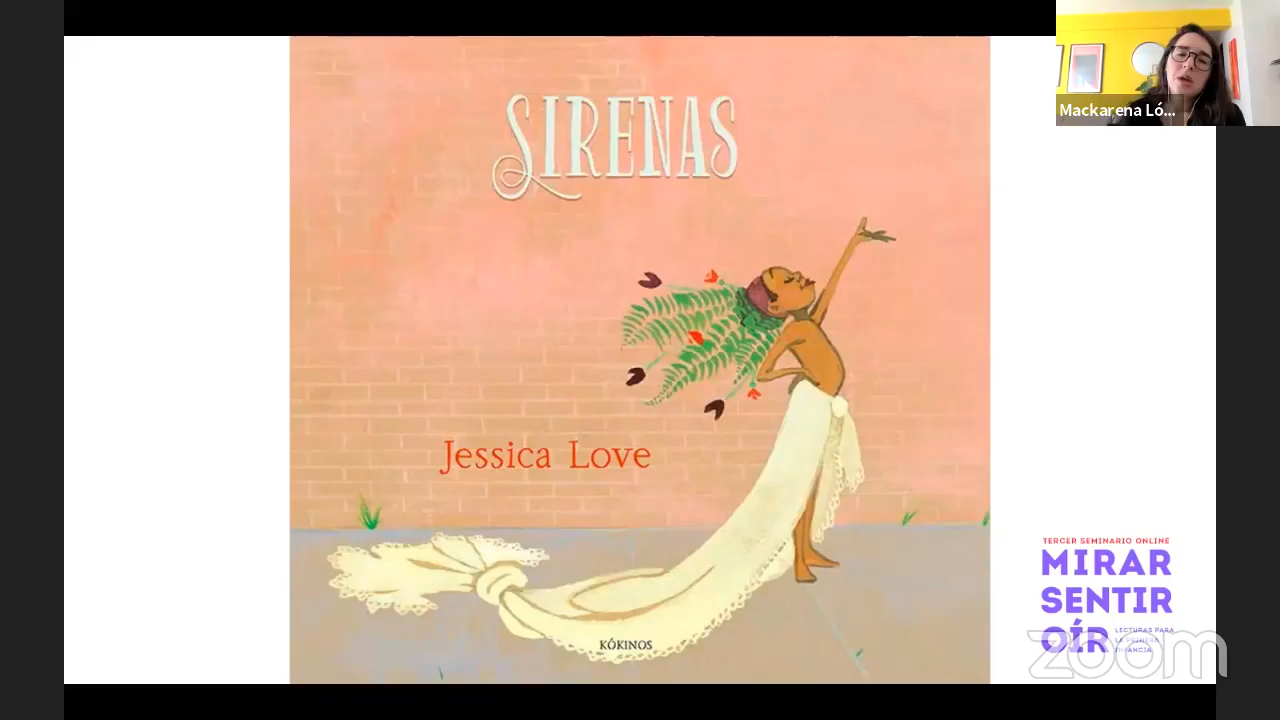 SIRENAS
Jessica Love
KÓKINOS
Mackarena Ló...
TERCER SEMINARIO ONLINE
MIRAR
SENTIR
OÍR
LECTURAS PARA
LA PRIMERA
INFANCIA
zoom